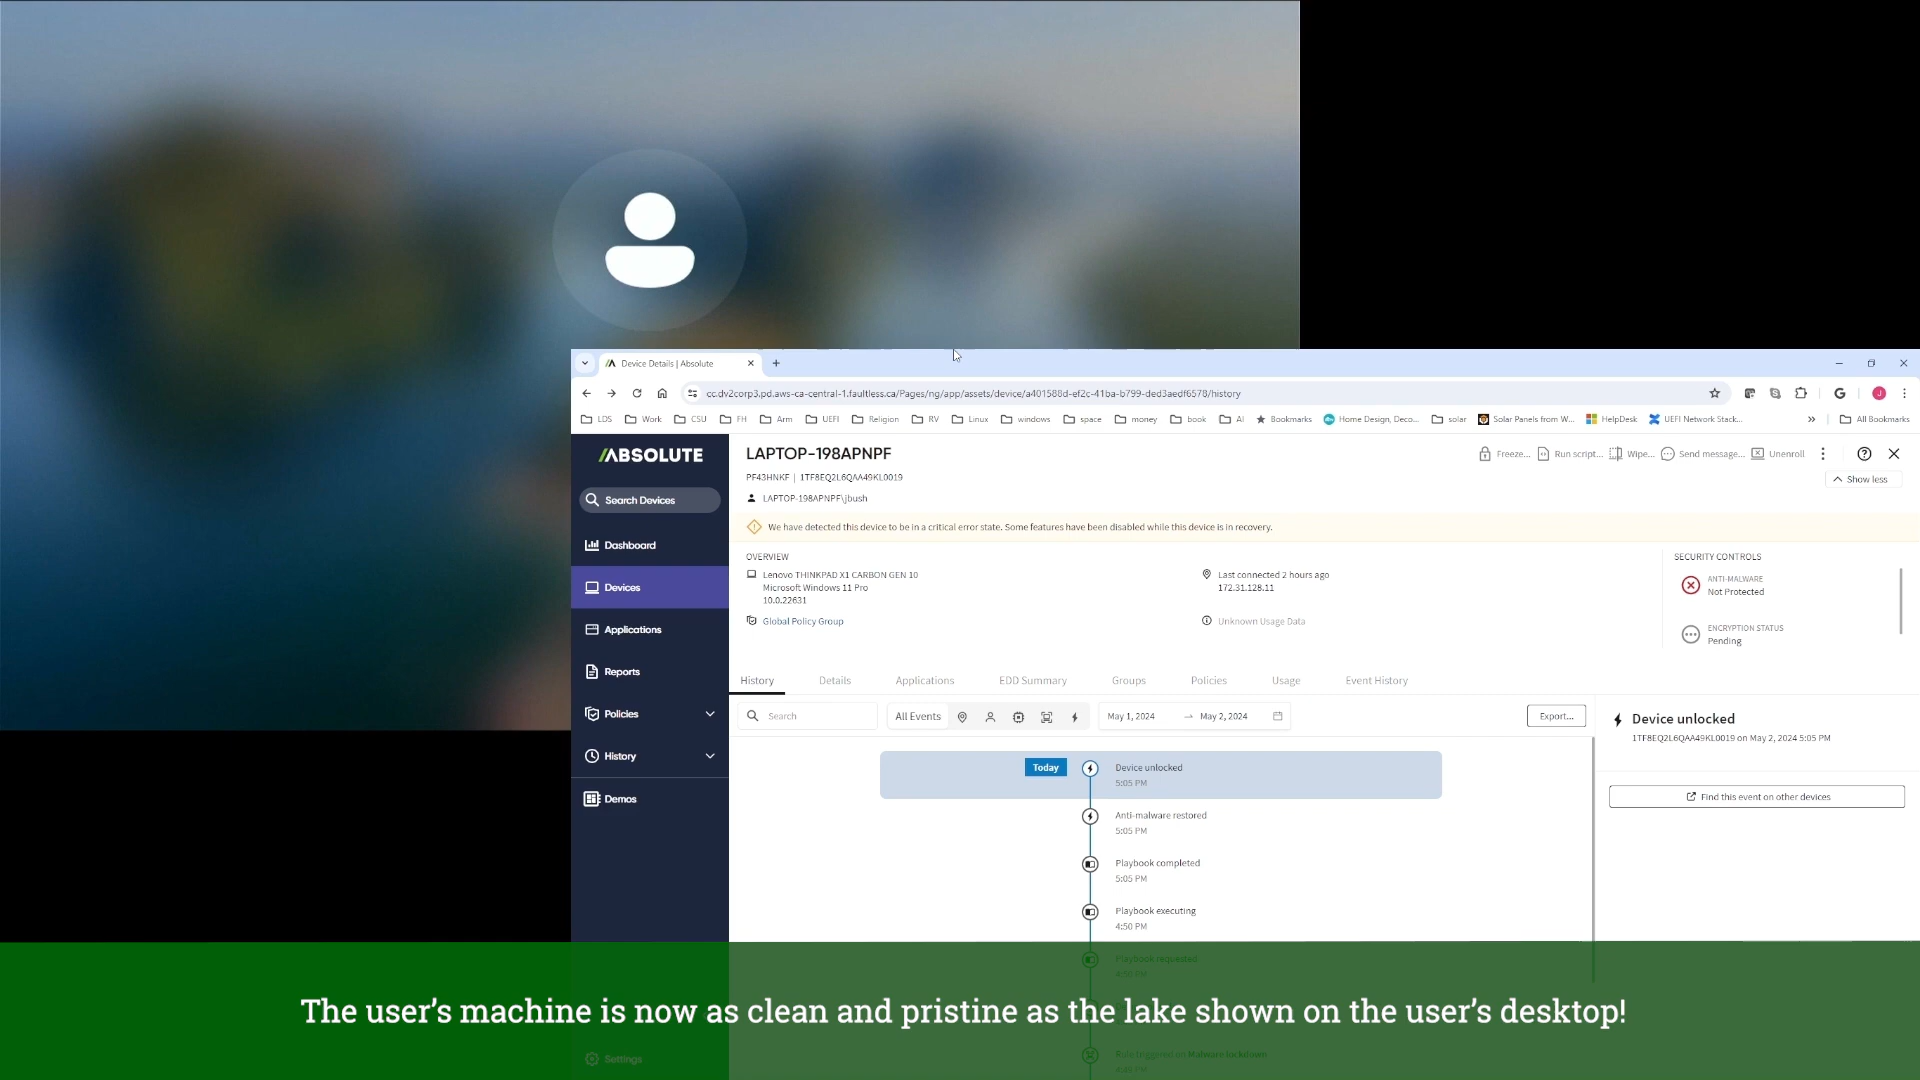 Device Details | Absolute
cc.dv2corp3.pd.aws-ca-central-1.faultless.ca/Pages/ng/app/assets/device/a401588d-ef2c-41ba-b799-ded3aedf6578/history
J
LDS Work CSU FH Arm UEFI Religion RV Linux windows space money book AI Bookmarks Home Design, Deco... solar Solar Panels from W... HelpDesk UEFI Network Stack... » All Bookmarks
ABSOLUTE
Search Devices
Dashboard
Devices
Applications
Reports
Policies
History
Demos
Settings
LAPTOP-198APNPF
Freeze... Run script... Wipe... Send message... Unenroll
PF43HNKF | 1TF8EQ2L6QAA49KL0019
Show less
LAPTOP-198APNPF\jbush
We have detected this device to be in a critical error state. Some features have been disabled while this device is in recovery.
OVERVIEW
Lenovo THINKPAD X1 CARBON GEN 10
Microsoft Windows 11 Pro
10.0.22631
Global Policy Group
Last connected 2 hours ago
172.31.128.11
Unknown Usage Data
SECURITY CONTROLS
ANTI-MALWARE
Not Protected
ENCRYPTION STATUS
Pending
History Details Applications EDD Summary Groups Policies Usage Event History
Search
All Events
May 1, 2024 → May 2, 2024
Export...
Today
Device unlocked
5:05 PM
Anti-malware restored
5:05 PM
Playbook completed
5:05 PM
Playbook executing
4:50 PM
Playbook requested
4:50 PM
Rule triggered on Malware lockdown
Device unlocked
1TF8EQ2L6QAA49KL0019 on May 2, 2024 5:05 PM
Find this event on other devices
The user's machine is now as clean and pristine as the lake shown on the user's desktop!